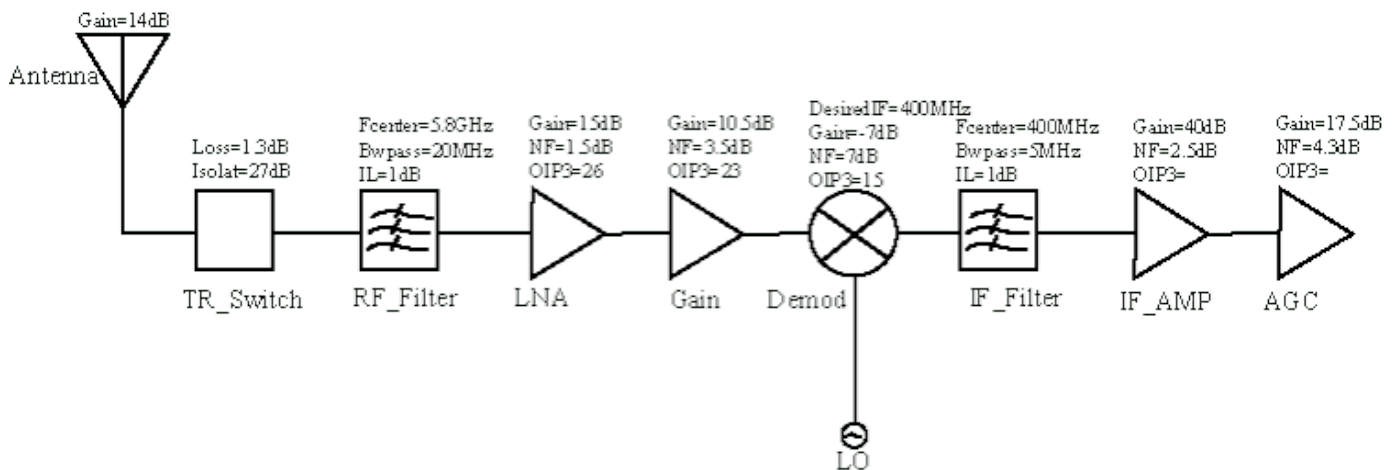 Gain=14dB
Antenna
Loss=1.3dB
Isolat=27dB
TR_Switch
Fcenter=5.8GHz
Bwpass=20MHz
IL=1dB
RF_Filter
Gain=15dB
NF=1.5dB
OIP3=26
LNA
Gain=10.5dB
NF=3.5dB
OIP3=23
Gain
DesiredIF=400MHz
Gain=-7dB
NF=7dB
OIP3=15
Demod
LO
Fcenter=400MHz
Bwpass=5MHz
IL=1dB
IF_Filter
Gain=40dB
NF=2.5dB
OIP3=
IF_AMP
Gain=17.5dB
NF=4.3dB
OIP3=
AGC